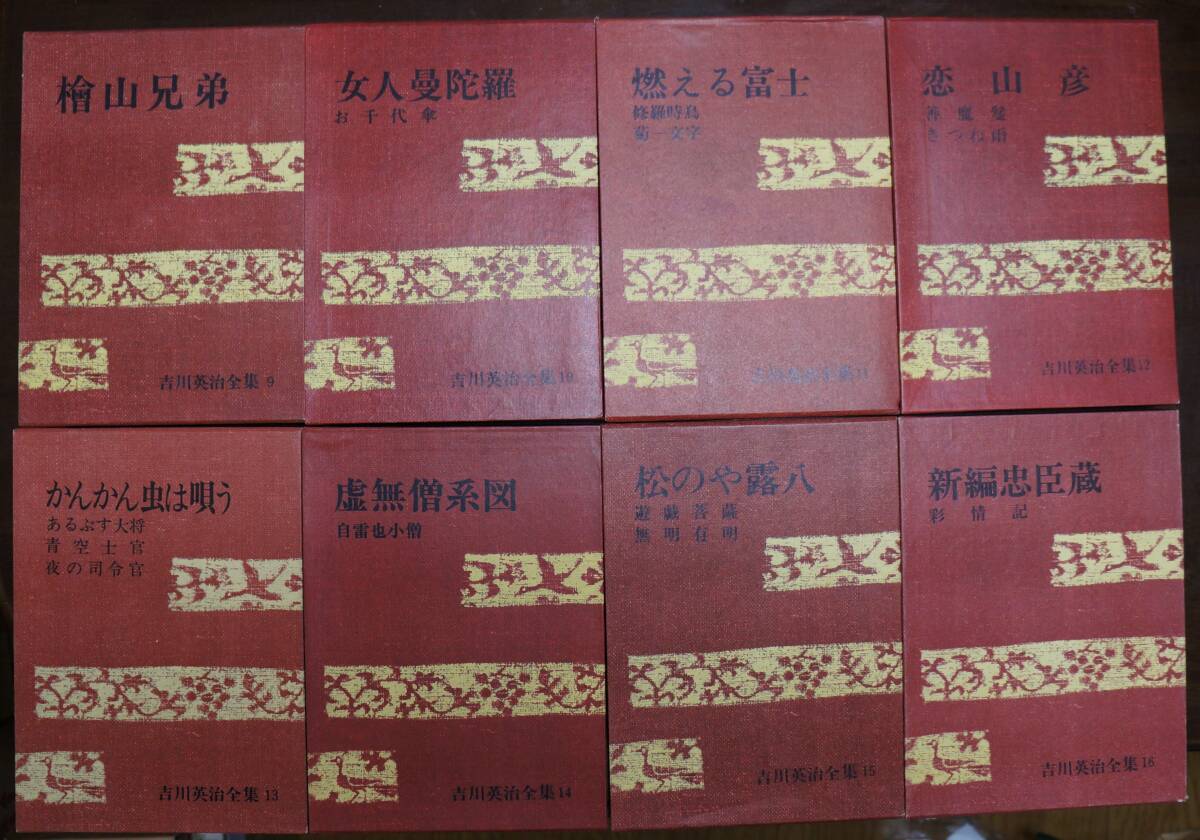 檜山兄弟
吉川英治全集 9
女人曼陀羅
お千代傘
吉川英治全集 10
燃える富士
修羅時鳥
菊一文字
吉川英治全集 11
恋山彦
善魔鬘
きつね雨
吉川英治全集 12
かんかん虫は唄う
あるぷす大将
青空士官
夜の司令官
吉川英治全集 13
虚無僧系図
自雷也小僧
吉川英治全集 14
松のや露八
遊戯菩薩
無明有明
吉川英治全集 15
新編忠臣蔵
彩情記
吉川英治全集 16